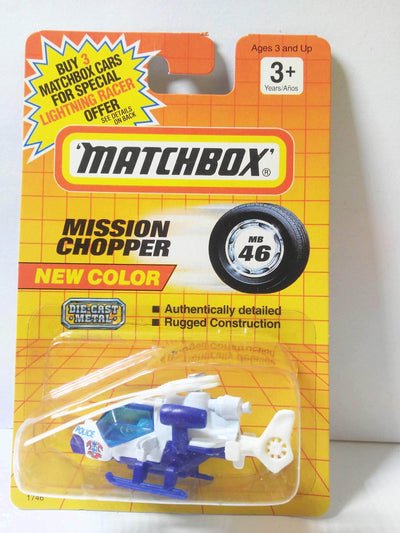 BUY 3
MATCHBOX CARS
FOR SPECIAL
LIGHTNING RACER
OFFER
SEE DETAILS
ON BACK
Ages 3 and Up
3+
Years/Años
'MATCHBOX'®
MISSION
CHOPPER
MB
46
NEW COLOR
DIE-CAST
METAL
■ Authentically detailed
■ Rugged Construction
POLICE
1746